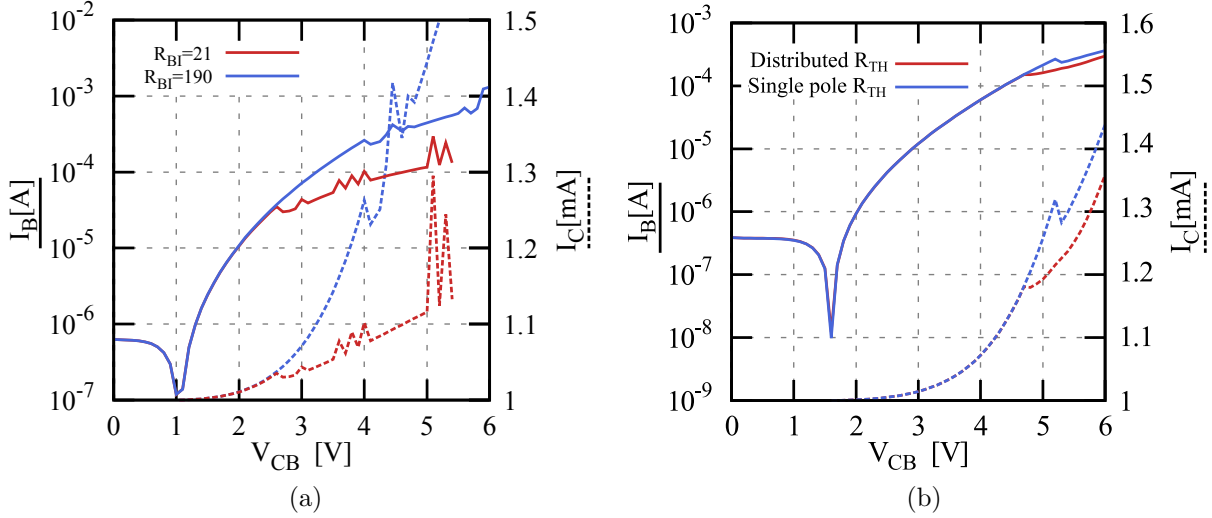 10^-2
10^-3
10^-4
10^-5
10^-6
10^-7
I_B[A]
R_BI=21
R_BI=190
1.5
1.4
1.3
1.2
1.1
1
I_C[mA]
0 1 2 3 4 5 6
V_CB [V]
(a)
10^-3
10^-4
10^-5
10^-6
10^-7
10^-8
10^-9
I_B[A]
Distributed R_TH
Single pole R_TH
1.6
1.5
1.4
1.3
1.2
1.1
1
I_C[mA]
0 1 2 3 4 5 6
V_CB [V]
(b)